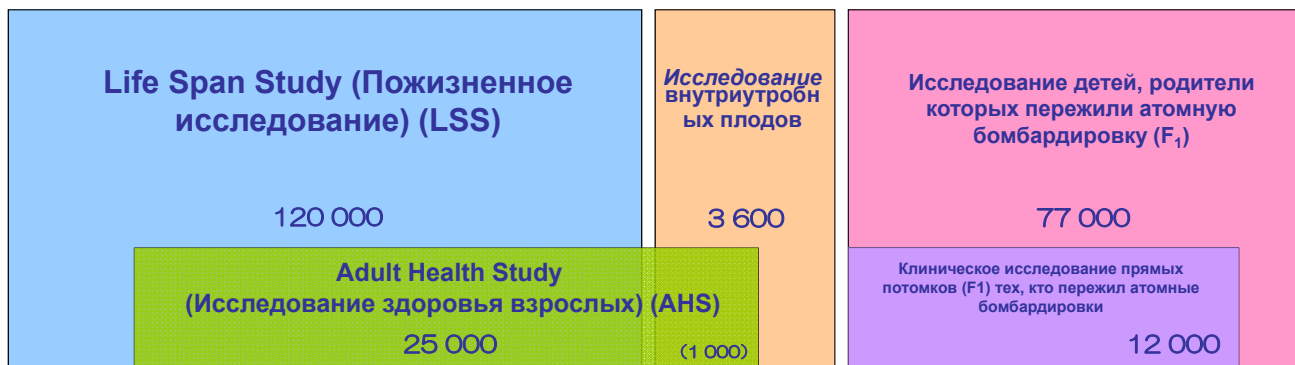 Life Span Study (Пожизненное
исследование) (LSS)
120 000
Исследование
внутриутробн
ых плодов
3 600
Исследование детей, родители
которых пережили атомную
бомбардировку (F₁)
77 000
Adult Health Study
(Исследование здоровья взрослых) (AHS)
25 000
(1 000)
Клиническое исследование прямых
потомков (F1) тех, кто пережил атомные
бомбардировки
12 000